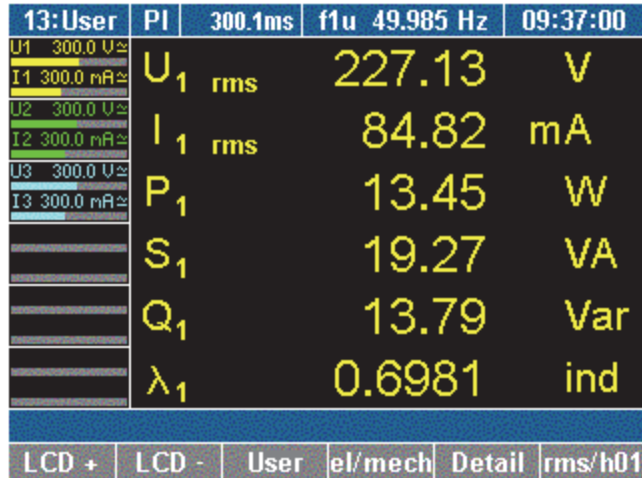 13:User PI 300.1ms f1u 49.985 Hz 09:37:00
U1 300.0 V≃
I1 300.0 mA≃
U2 300.0 V≃
I2 300.0 mA≃
U3 300.0 V≃
I3 300.0 mA≃
U1 rms 227.13 V
I1 rms 84.82 mA
P1 13.45 W
S1 19.27 VA
Q1 13.79 Var
λ1 0.6981 ind
LCD + LCD - User el/mech Detail rms/h01